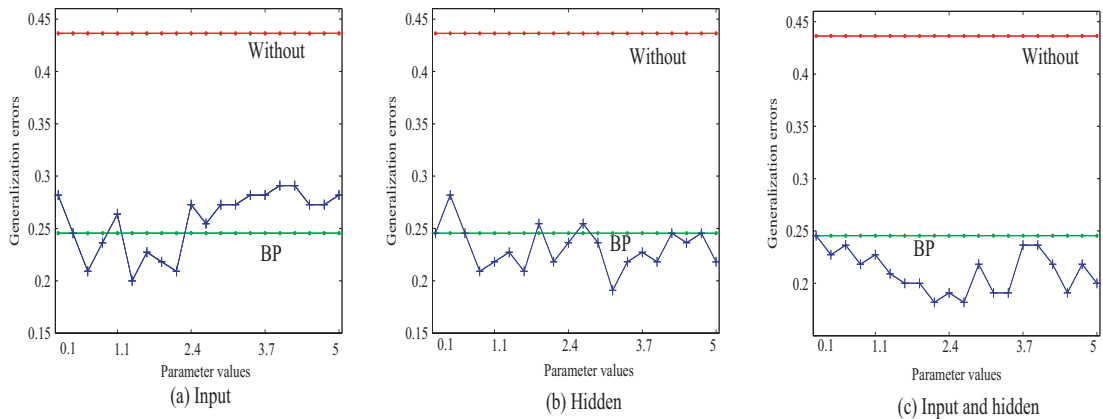 0.45
0.4
0.35
0.3
0.25
0.2
0.15
Generalization errors
Without
BP
0.1 1.1 2.4 3.7 5
Parameter values
(a) Input
0.45
0.4
0.35
0.3
0.25
0.2
0.15
Generalization errors
Without
BP
0.1 1.1 2.4 3.7 5
Parameter values
(b) Hidden
0.45
0.4
0.35
0.3
0.25
0.2
Generalization errors
Without
BP
0.1 1.1 2.4 3.7 5
Parameter values
(c) Input and hidden